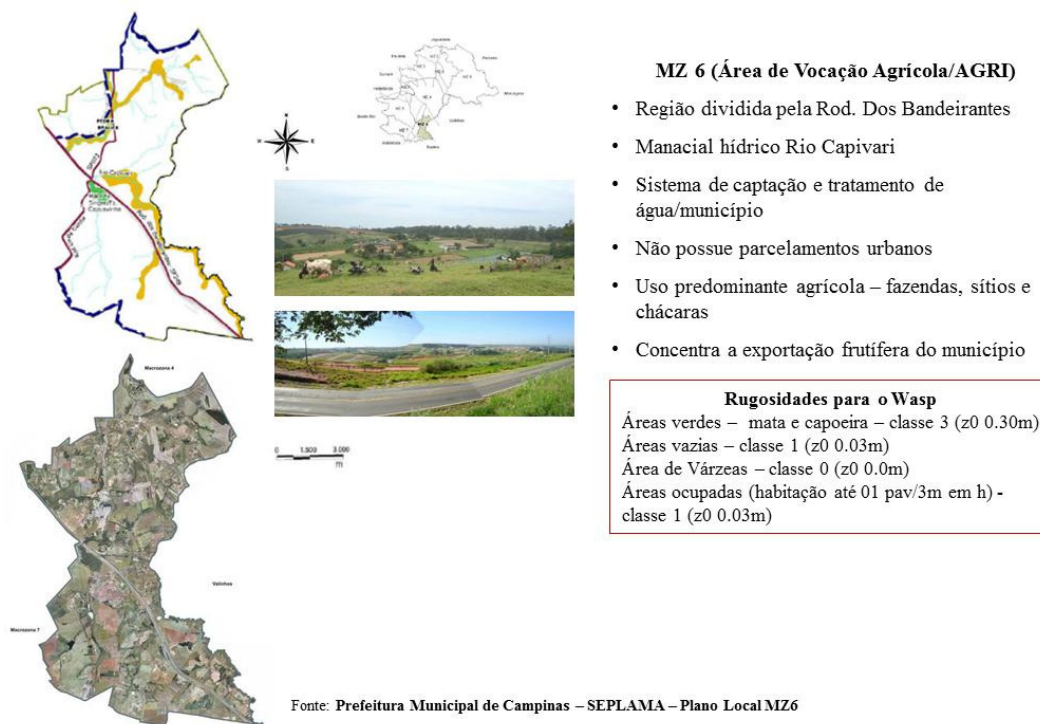 MZ 6 (Área de Vocação Agrícola/AGRI)
• Região dividida pela Rod. Dos Bandeirantes
• Manacial hídrico Rio Capivari
• Sistema de captação e tratamento de
água/município
• Não possue parcelamentos urbanos
• Uso predominante agrícola – fazendas, sítios e
chácaras
• Concentra a exportação frutífera do município
Rugosidades para o Wasp
Áreas verdes – mata e capoeira – classe 3 (z0 0.30m)
Áreas vazias – classe 1 (z0 0.03m)
Área de Várzeas – classe 0 (z0 0.0m)
Áreas ocupadas (habitação até 01 pav/3m em h) -
classe 1 (z0 0.03m)
MZ 6
0 1.500 3.000
m
Macrozona 4
Valinhos
Macrozona 7
Fonte: Prefeitura Municipal de Campinas – SEPLAMA – Plano Local MZ6